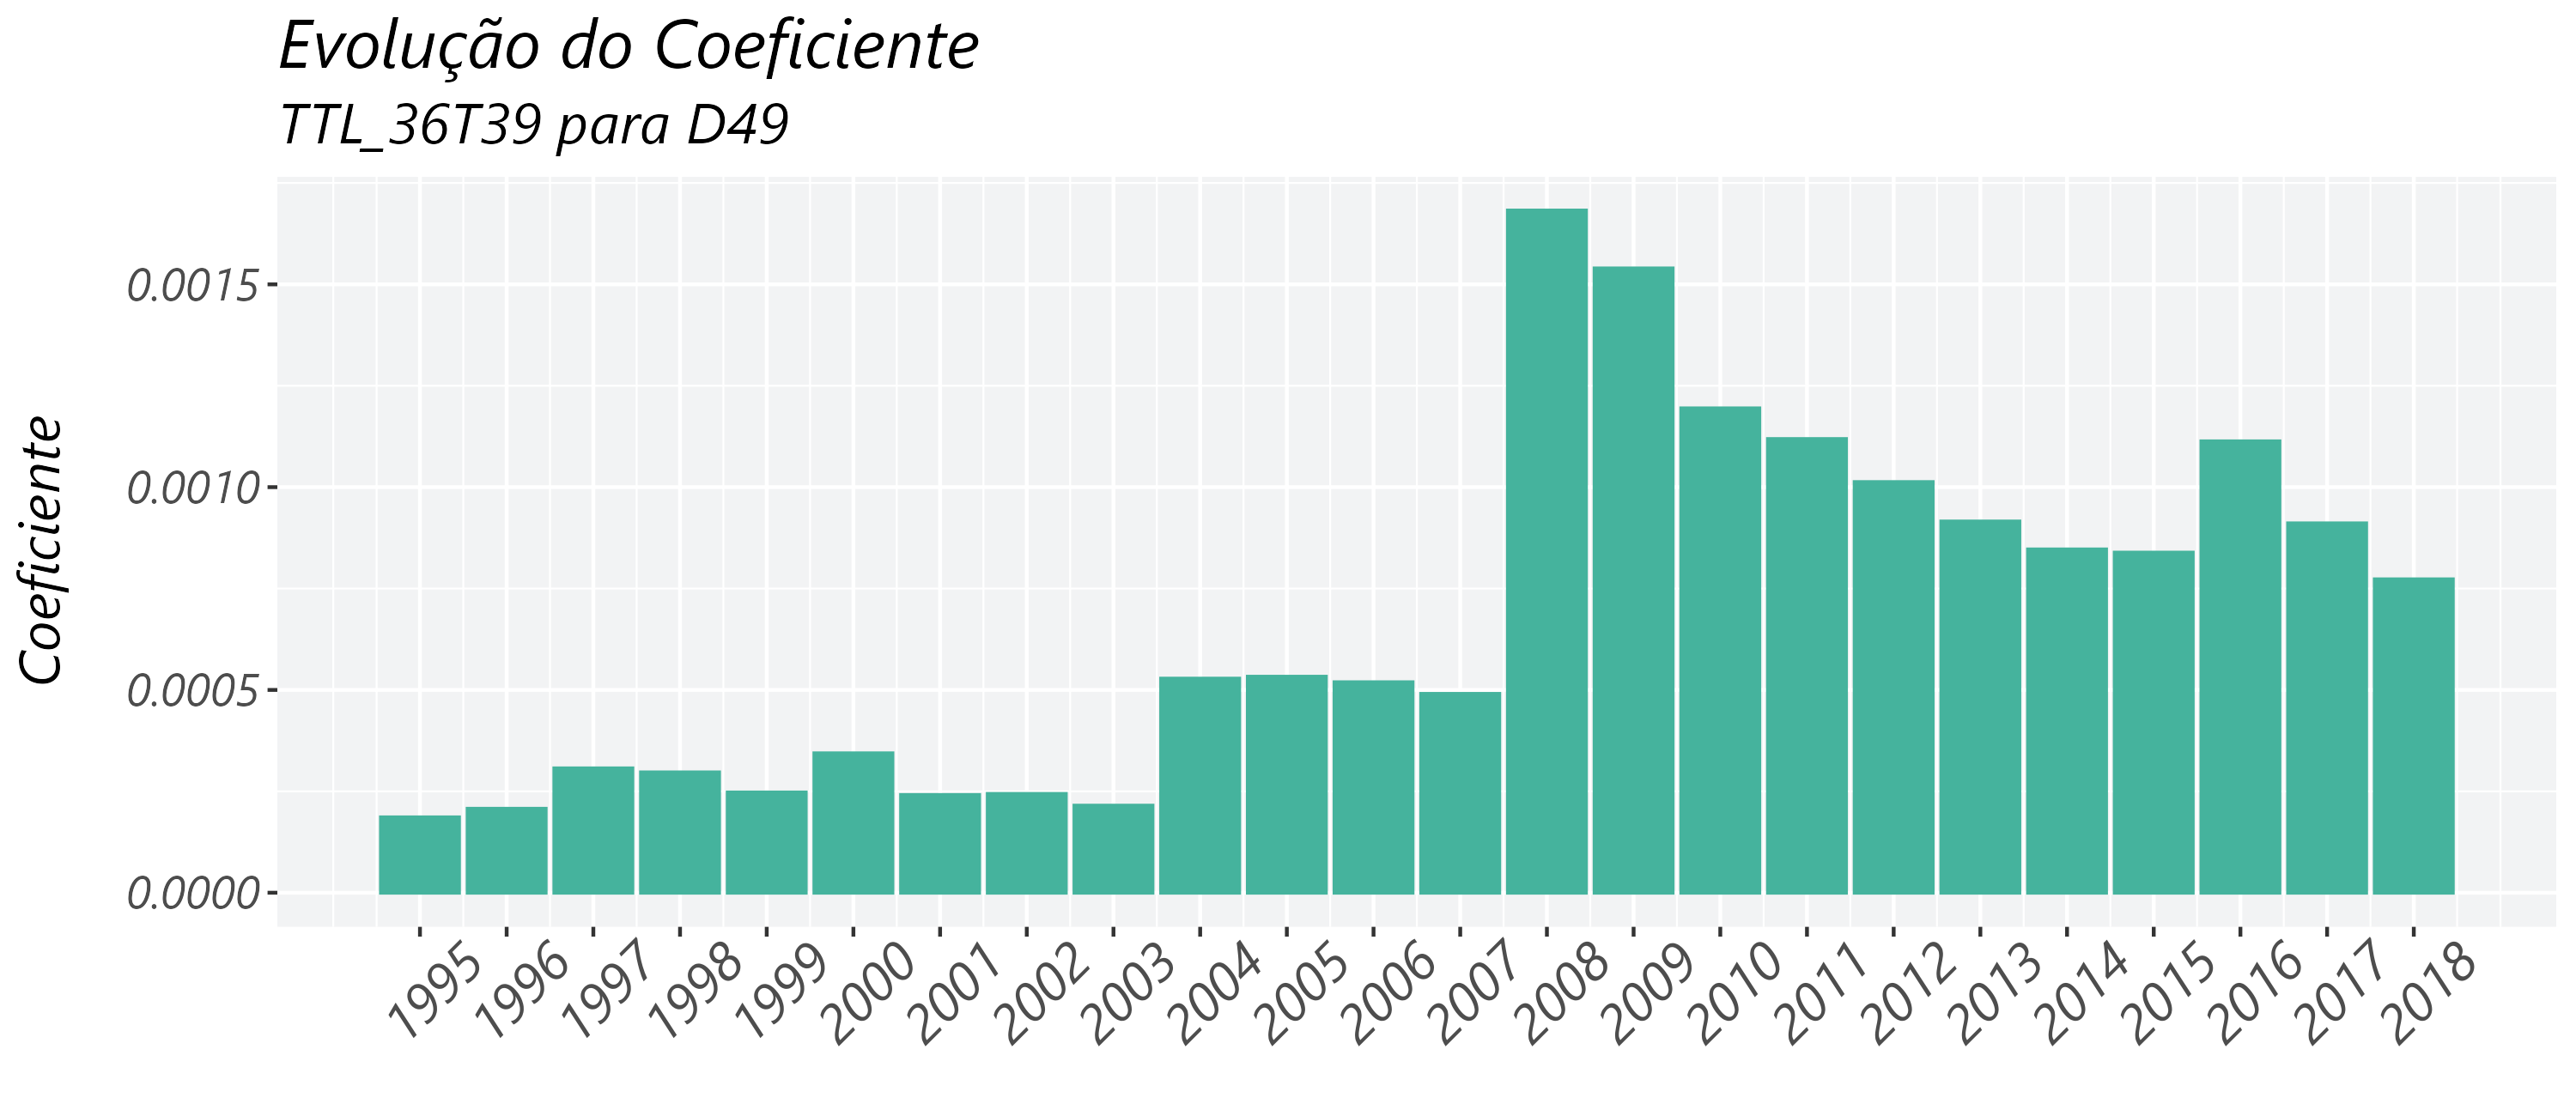 Evolução do Coeficiente
TTL_36T39 para D49
Coeficiente
0.0015
0.0010
0.0005
0.0000
1995 1996 1997 1998 1999 2000 2001 2002 2003 2004 2005 2006 2007 2008 2009 2010 2011 2012 2013 2014 2015 2016 2017 2018